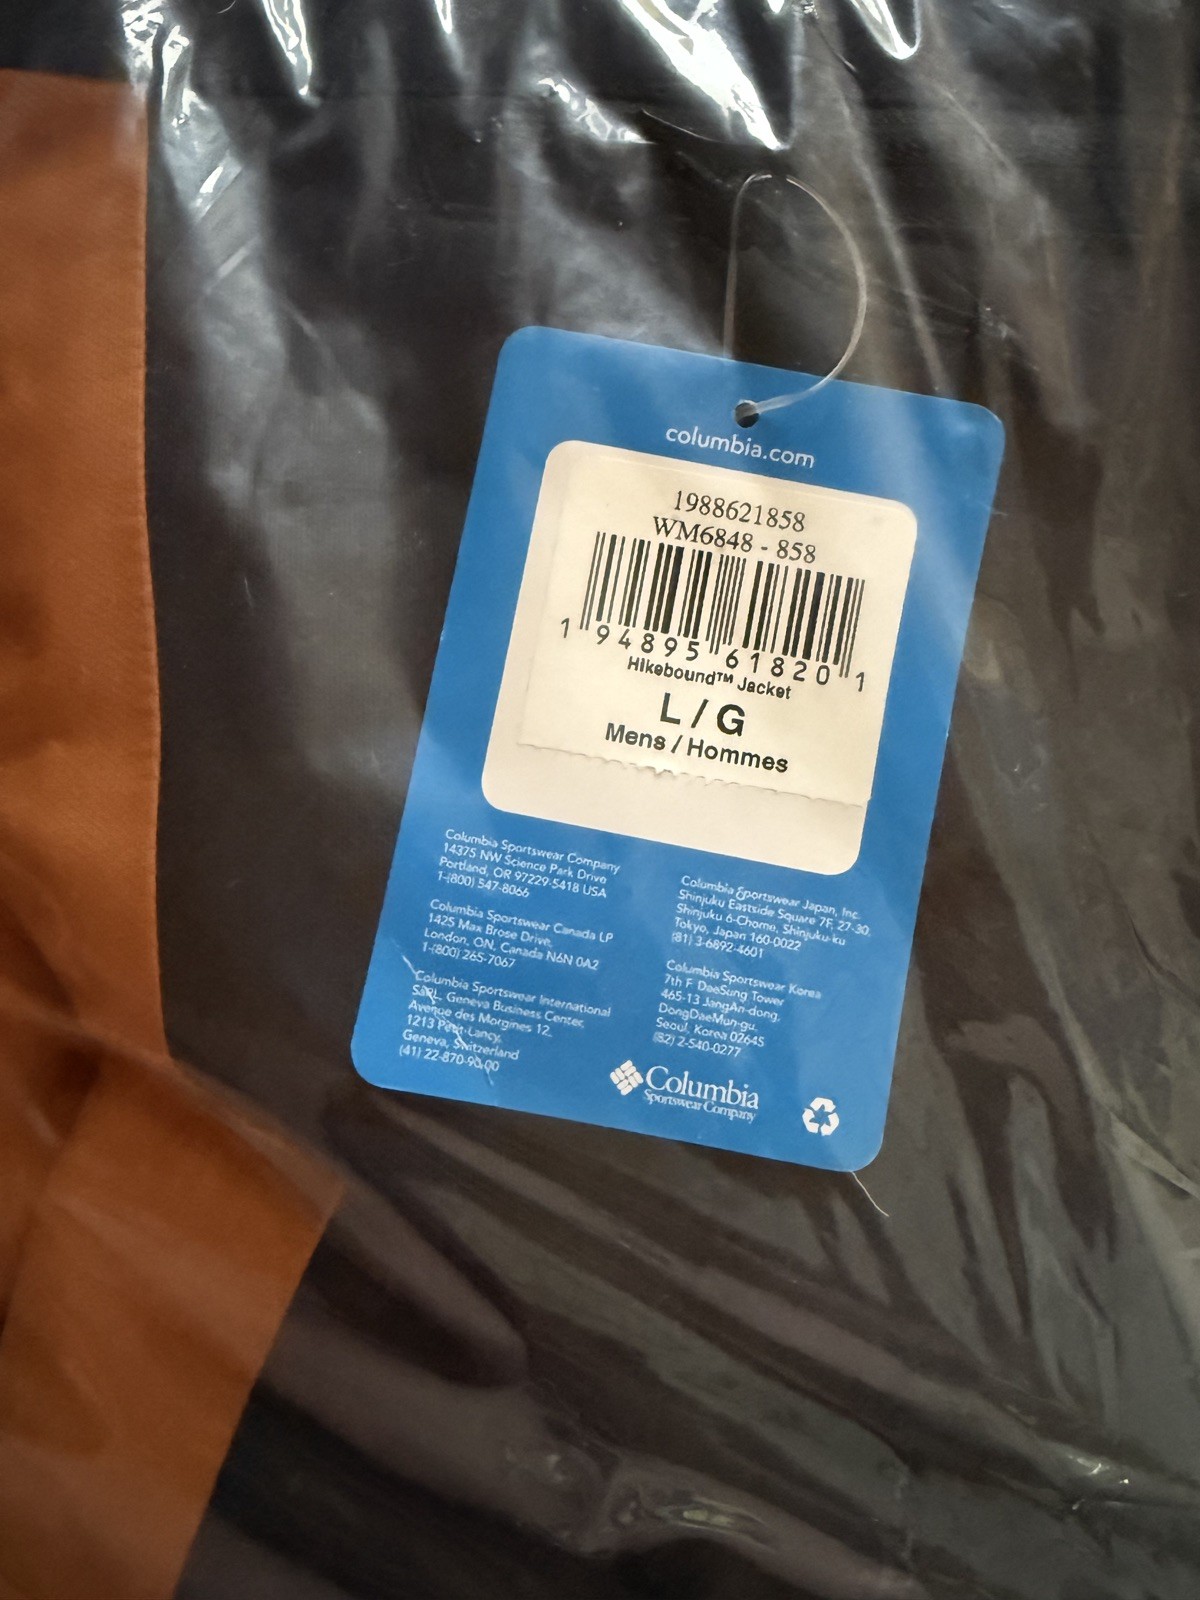 columbia.com
1988621858
WM6848 - 858
1 94895 61820 1
Hikebound™ Jacket
L / G
Mens / Hommes
Columbia Sportswear Company
14375 NW Science Park Drive
Portland, OR 97229-5418 USA
1-(800) 547-8066
Columbia Sportswear Canada LP
1425 Max Brose Drive,
London, ON, Canada N6N 0A2
1-(800) 265-7067
Columbia Sportswear International
SàRL, Geneva Business Center,
Avenue des Morgines 12,
1213 Petit-Lancy,
Geneva, Switzerland
(41) 22-870-90.00
Columbia Sportswear Japan, Inc.
Shinjuku Eastside Square 7F, 27-30,
Shinjuku 6-Chome, Shinjuku-ku
Tokyo, Japan 160-0022
(81) 3-6892-4601
Columbia Sportswear Korea
7th F DaeSung Tower
465-13 JangAn-dong,
DongDaeMun-gu,
Seoul, Korea 02645
(82) 2-540-0277
Columbia
Sportswear Company